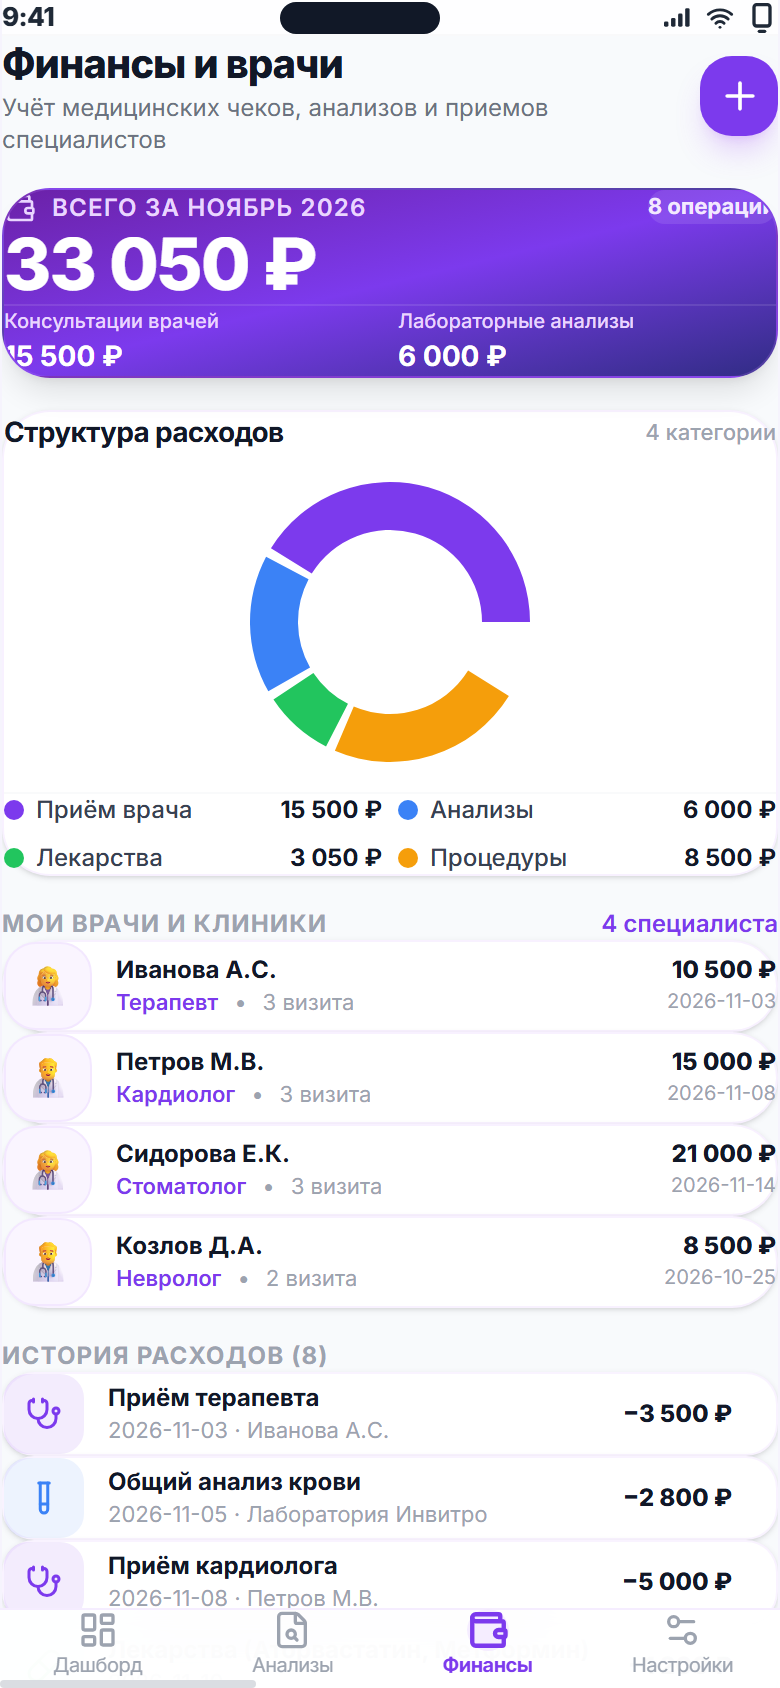 9:41
Финансы и врачи
Учёт медицинских чеков, анализов и приемов
специалистов
ВСЕГО ЗА НОЯБРЬ 2026
8 операций
33 050 ₽
Консультации врачей
Лабораторные анализы
15 500 ₽
6 000 ₽
Структура расходов
4 категории
Приём врача 15 500 ₽
Анализы 6 000 ₽
Лекарства 3 050 ₽
Процедуры 8 500 ₽
МОИ ВРАЧИ И КЛИНИКИ
4 специалиста
Иванова А.С.
10 500 ₽
Терапевт • 3 визита
2026-11-03
Петров М.В.
15 000 ₽
Кардиолог • 3 визита
2026-11-08
Сидорова Е.К.
21 000 ₽
Стоматолог • 3 визита
2026-11-14
Козлов Д.А.
8 500 ₽
Невролог • 2 визита
2026-10-25
ИСТОРИЯ РАСХОДОВ (8)
Приём терапевта
−3 500 ₽
2026-11-03 · Иванова А.С.
Общий анализ крови
−2 800 ₽
2026-11-05 · Лаборатория Инвитро
Приём кардиолога
−5 000 ₽
2026-11-08 · Петров М.В.
Дашборд
Анализы
Финансы
Настройки